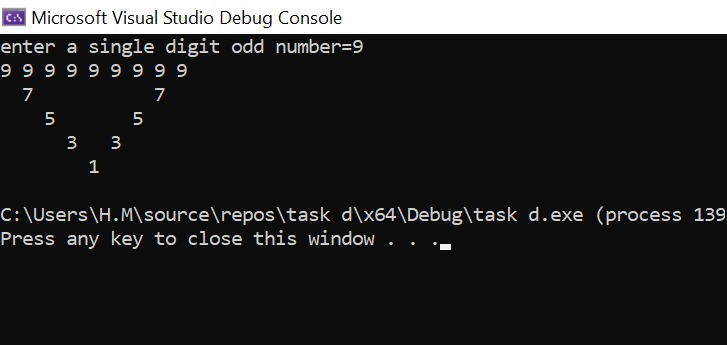 Microsoft Visual Studio Debug Console
enter a single digit odd number=9
9 9 9 9 9 9 9 9 9
  7           7
    5       5
      3   3
        1
C:\Users\H.M\source\repos\task d\x64\Debug\task d.exe (process 139
Press any key to close this window . . .